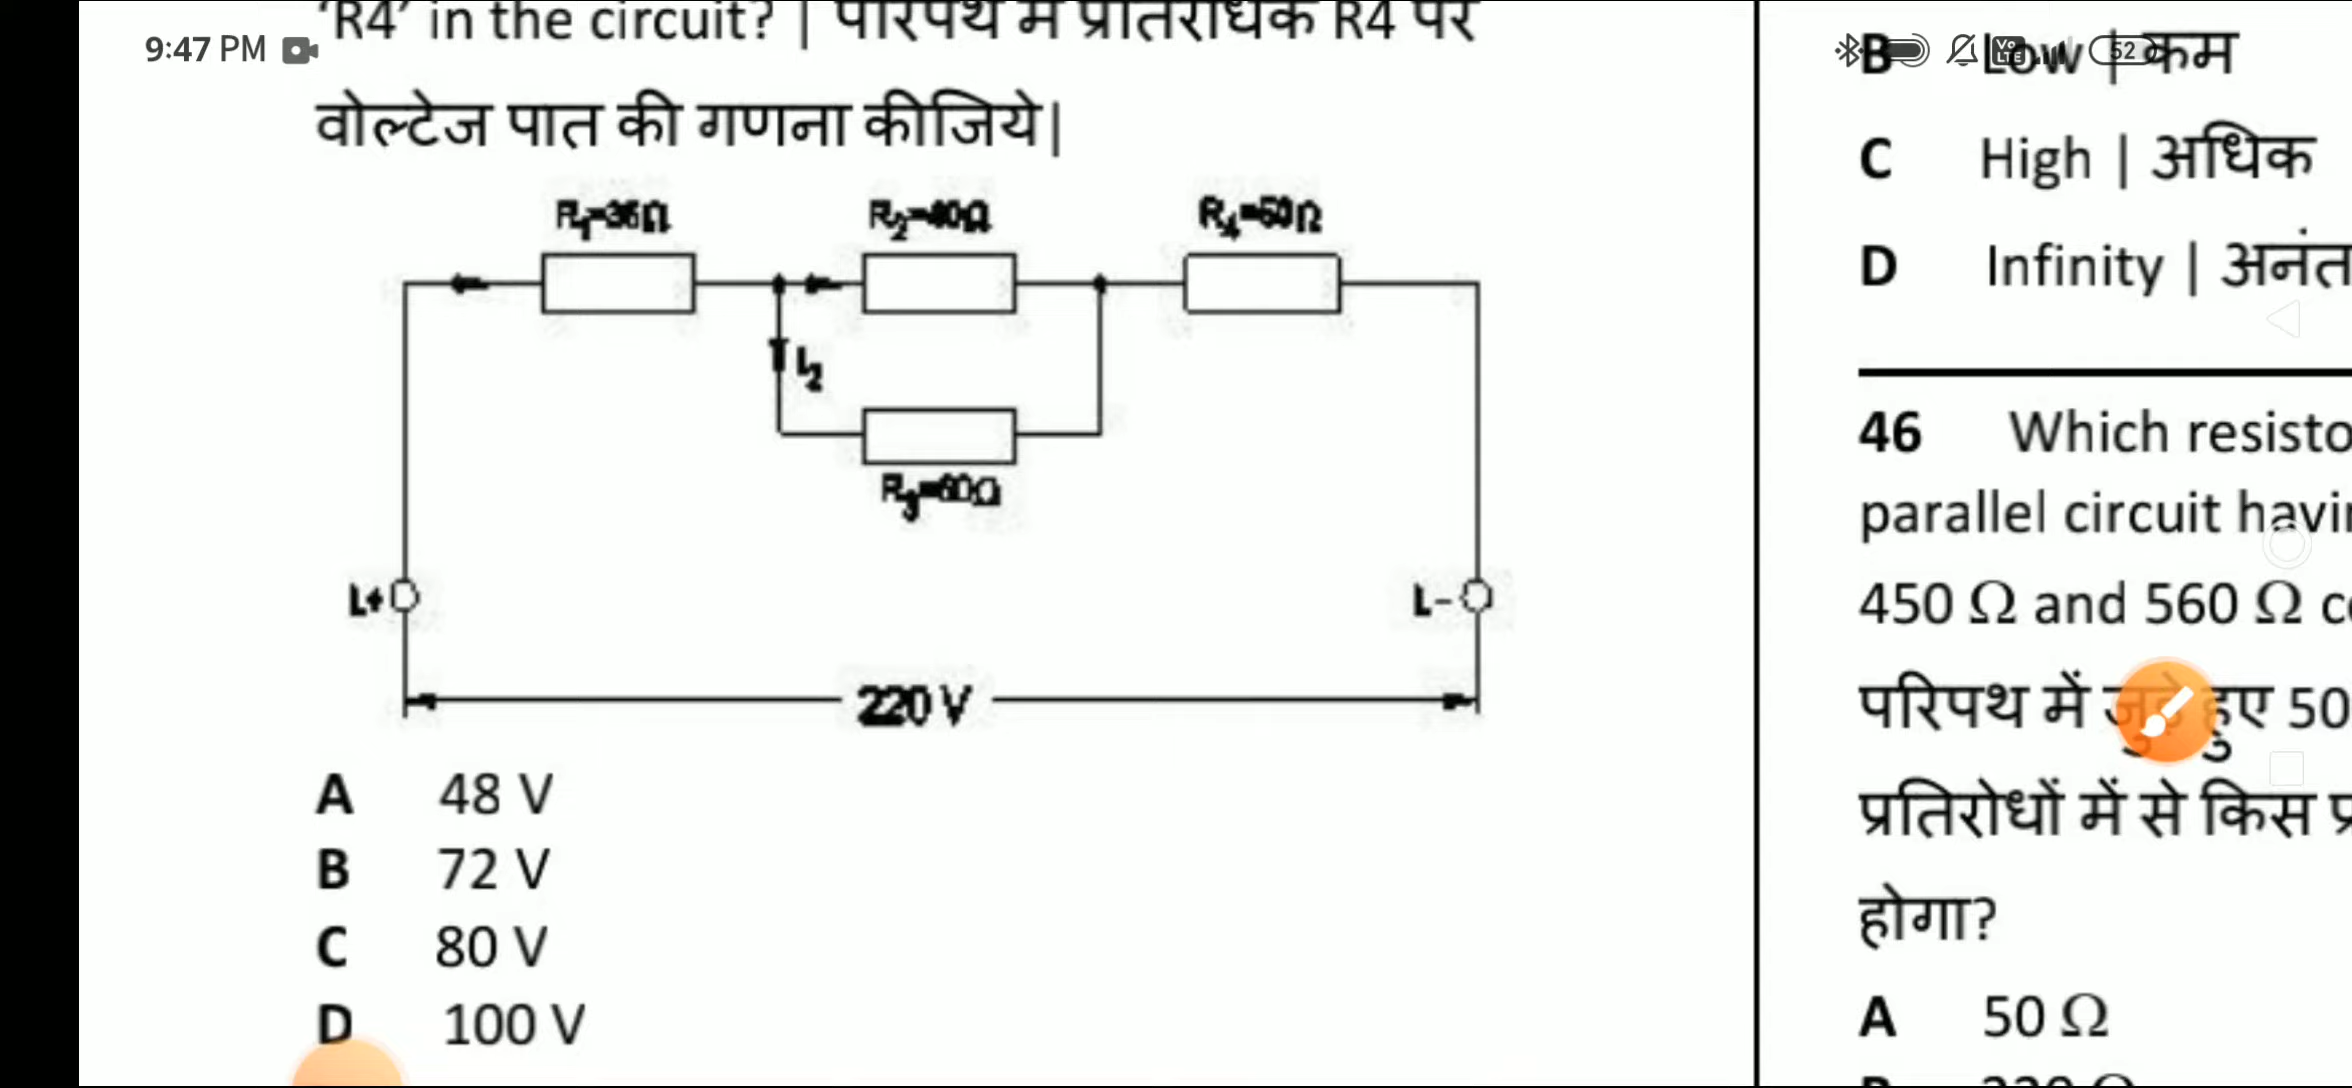 'R4' in the circuit? | परिपथ में प्रतिरोधक R4 पर
9:47 PM
वोल्टेज पात की गणना कीजिये|
R1=36Ω
R2=40Ω
R4=50Ω
I2
R3=60Ω
L+
L-
220 V
A 48 V
B 72 V
C 80 V
D 100 V
52
B Low | कम
C High | अधिक
D Infinity | अनंत
46 Which resisto
parallel circuit havin
450 Ω and 560 Ω
परिपथ में जुड़े हुए 50
प्रतिरोधों में से किस
होगा?
A 50 Ω